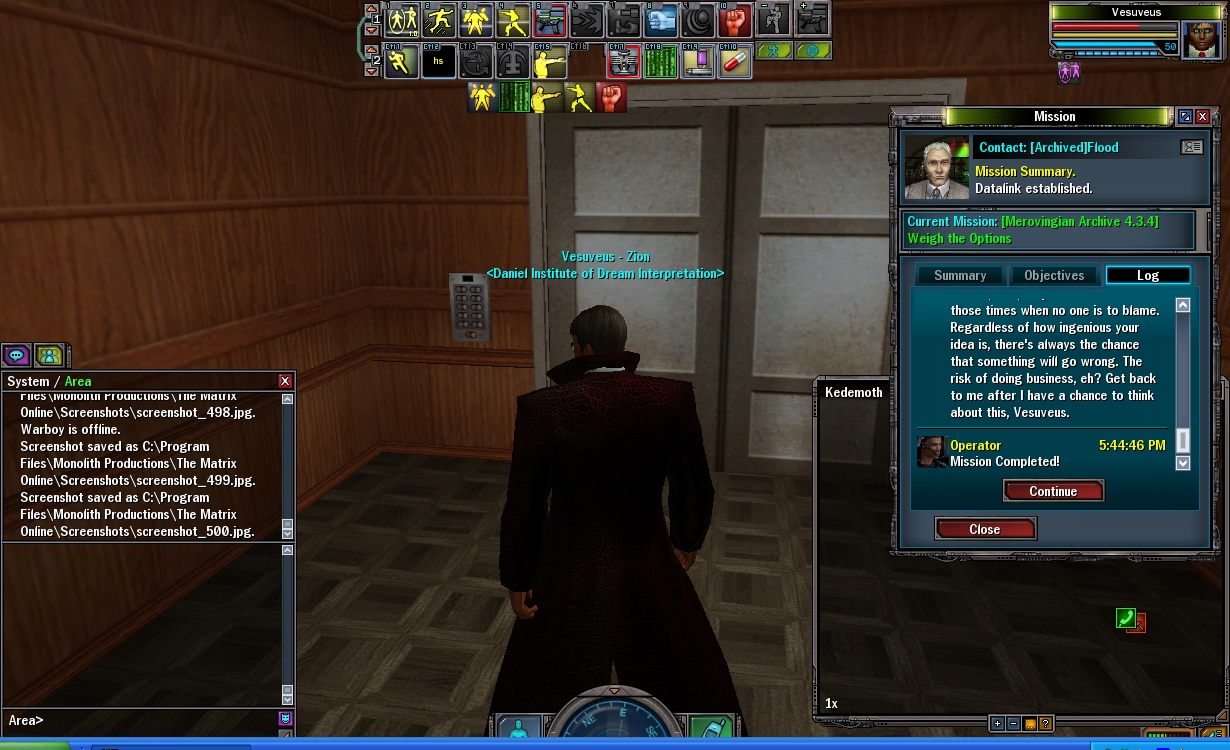 Vesuveus
50
Mission
Contact: [Archived]Flood
Mission Summary.
Datalink established.
Current Mission: [Merovingian Archive 4.3.4]
Weigh the Options
Summary
Objectives
Log
those times when no one is to blame.
Regardless of how ingenious your
idea is, there's always the chance
that something will go wrong. The
risk of doing business, eh? Get back
to me after I have a chance to think
about this, Vesuveus.
Operator
5:44:46 PM
Mission Completed!
Continue
Close
Vesuveus - Zion
<Daniel Institute of Dream Interpretation>
hs
1
2
System / Area
Files\Monolith Productions\The Matrix
Online\Screenshots\screenshot_498.jpg.
Warboy is offline.
Screenshot saved as C:\Program
Files\Monolith Productions\The Matrix
Online\Screenshots\screenshot_499.jpg.
Screenshot saved as C:\Program
Files\Monolith Productions\The Matrix
Online\Screenshots\screenshot_500.jpg.
Area>
Kedemoth
1x
NE
E
SE